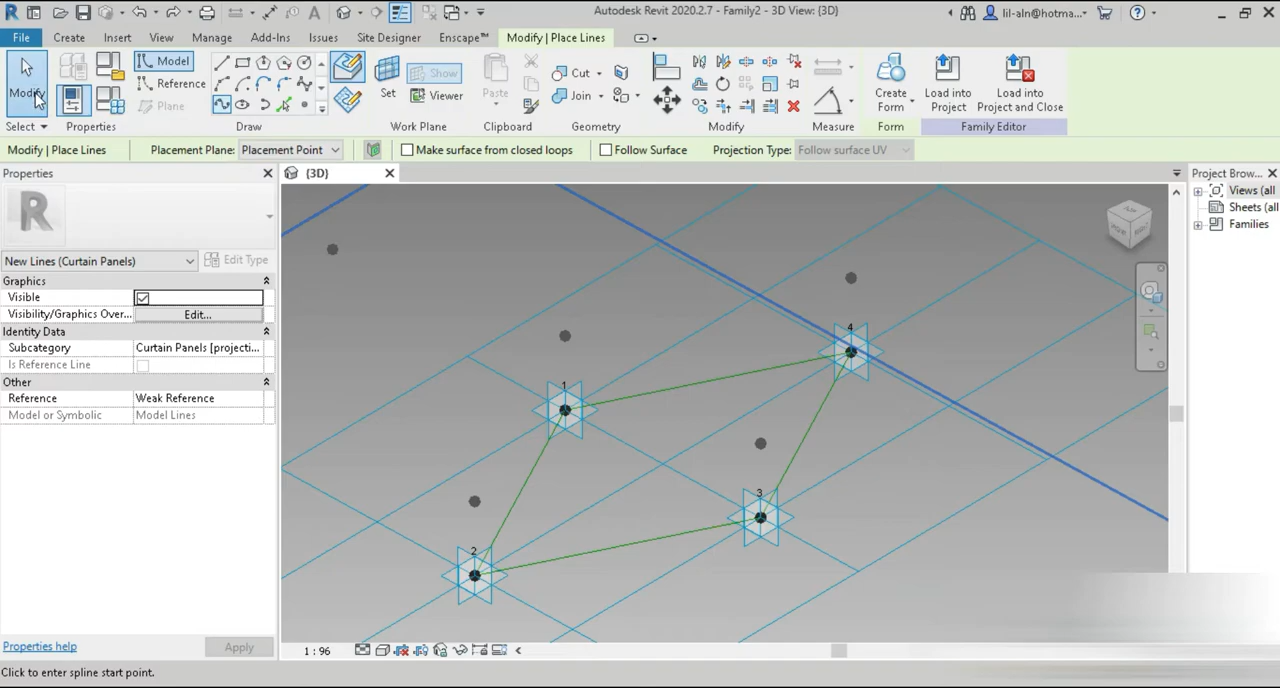 Autodesk Revit 2020.2.7 - Family2 - 3D View: {3D}
lil-aln@hotma...
File Create Insert View Manage Add-Ins Issues Site Designer Enscape™ Modify | Place Lines
Model
Reference
Plane
Set
Show
Viewer
Paste
Cut
Join
Create Form
Load into Project
Load into Project and Close
Modify
Select Properties Draw Work Plane Clipboard Geometry Modify Measure Form Family Editor
Modify | Place Lines Placement Plane: Placement Point Make surface from closed loops Follow Surface Projection Type: Follow surface UV
Properties
{3D}
Project Brow...
R
Views (all
Sheets (all
Families
New Lines (Curtain Panels) Edit Type
Graphics
Visible
Visibility/Graphics Over... Edit...
Identity Data
Subcategory Curtain Panels [projecti...
Is Reference Line
Other
Reference Weak Reference
Model or Symbolic Model Lines
4
1
3
2
Properties help Apply
1 : 96
Click to enter spline start point.